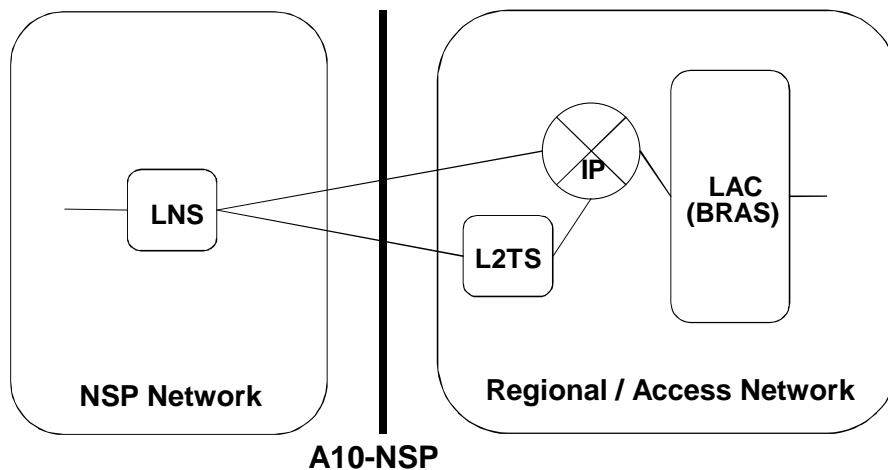 IP
LAC
(BRAS)
LNS
L2TS
NSP Network
Regional / Access Network
A10-NSP